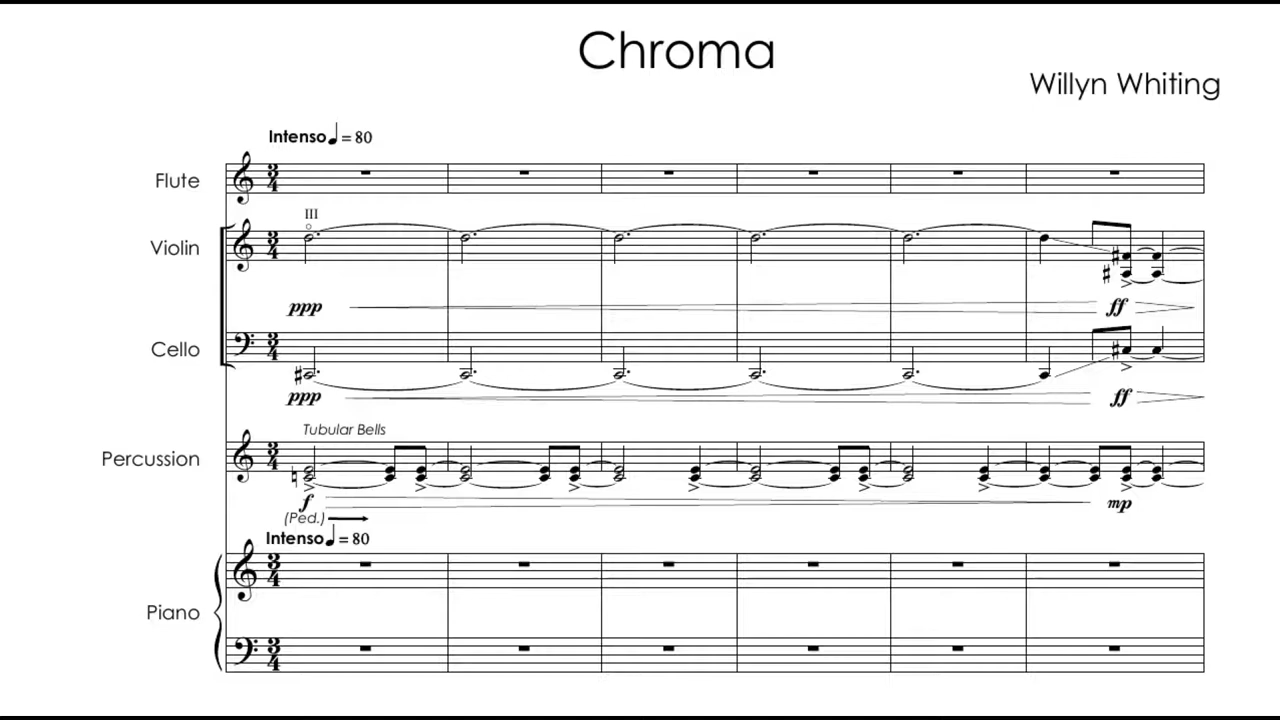 Chroma
Willyn Whiting
Intenso ♩ = 80
Flute
III
Violin
ppp ff
Cello
ppp ff
Tubular Bells
Percussion
f mp
(Ped.)
Intenso ♩ = 80
Piano